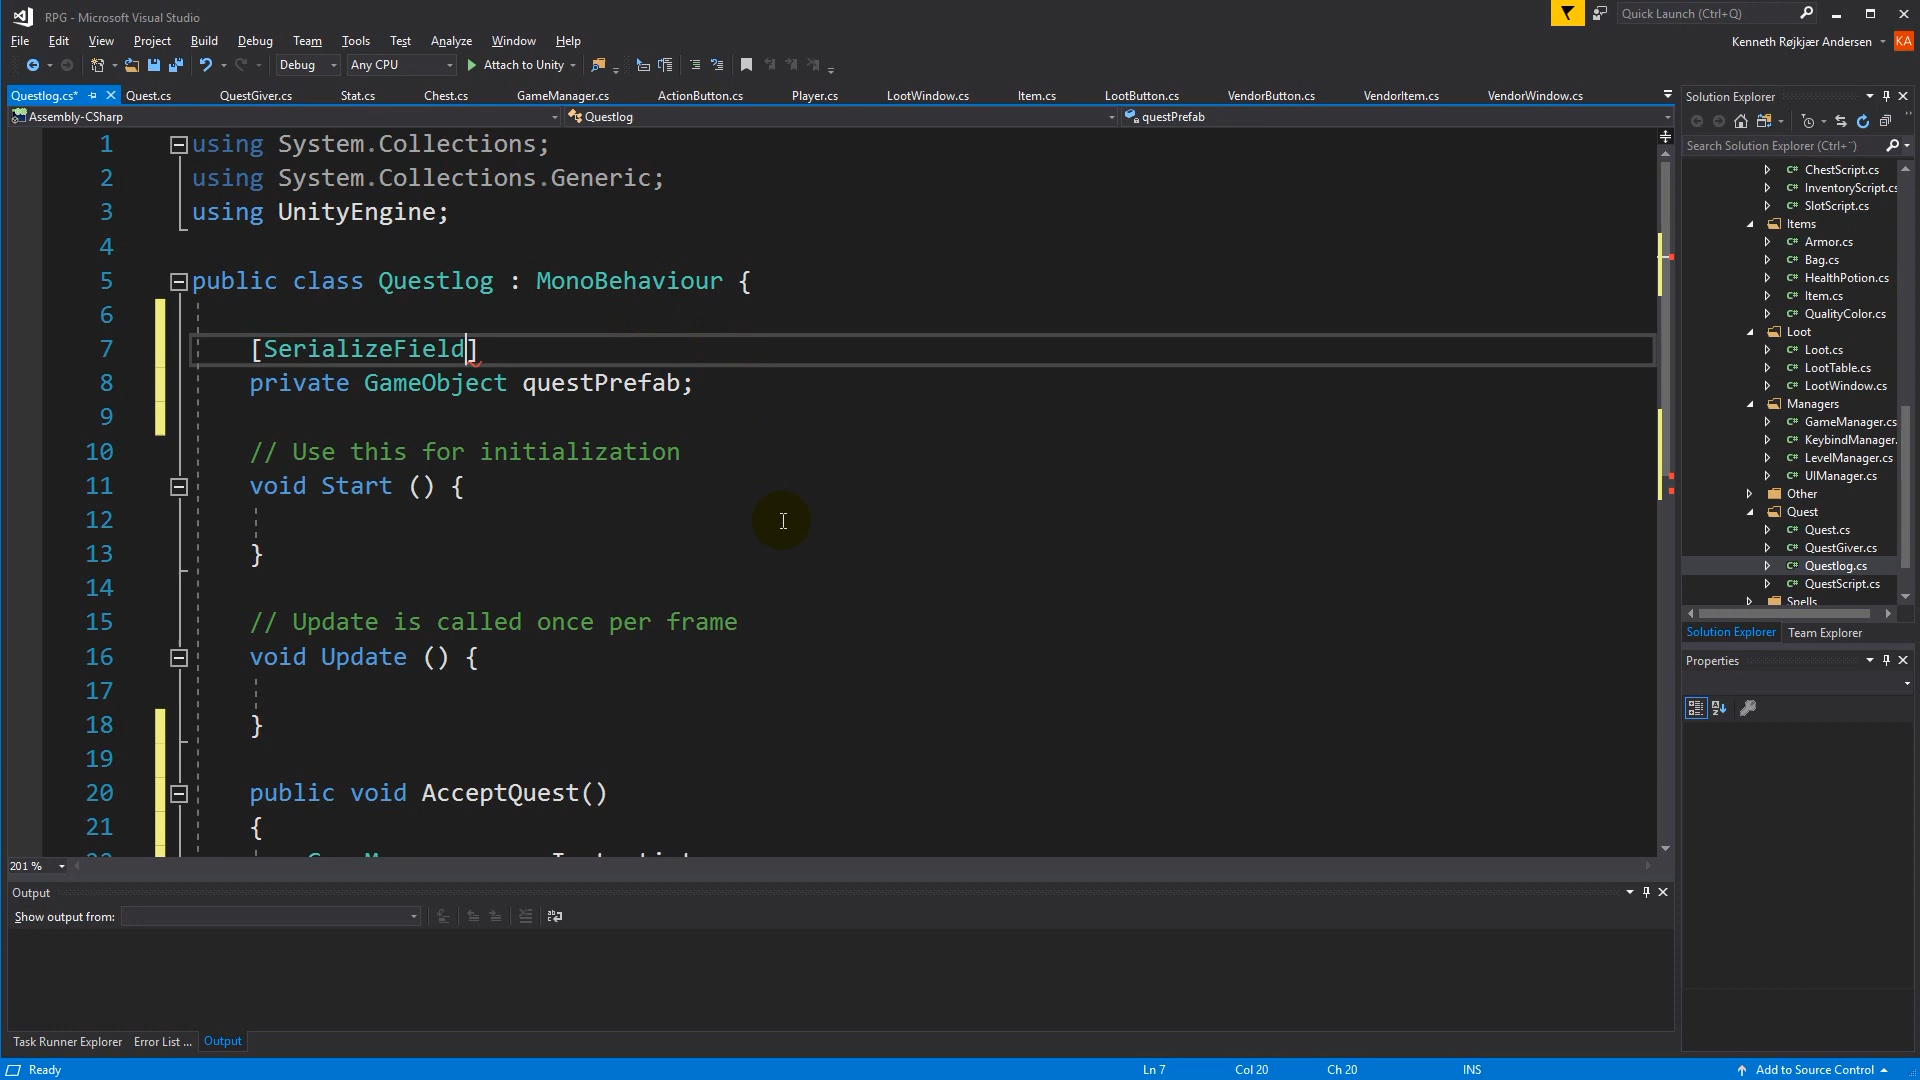 RPG - Microsoft Visual Studio
Quick Launch (Ctrl+Q)
File Edit View Project Build Debug Team Tools Test Analyze Window Help
Kenneth Røjkjær Andersen KA
Debug Any CPU Attach to Unity
Questlog.cs* Quest.cs QuestGiver.cs Stat.cs Chest.cs GameManager.cs ActionButton.cs Player.cs LootWindow.cs Item.cs LootButton.cs VendorButton.cs VendorItem.cs VendorWindow.cs
Assembly-CSharp Questlog questPrefab
1 using System.Collections;
2 using System.Collections.Generic;
3 using UnityEngine;
4
5 public class Questlog : MonoBehaviour {
6
7 [SerializeField]
8 private GameObject questPrefab;
9
10 // Use this for initialization
11 void Start () {
12
13 }
14
15 // Update is called once per frame
16 void Update () {
17
18 }
19
20 public void AcceptQuest()
21 {
201 %
Output
Show output from:
Task Runner Explorer Error List ... Output
Ready Ln 7 Col 20 Ch 20 INS Add to Source Control
Solution Explorer
Search Solution Explorer (Ctrl+¨)
ChestScript.cs
InventoryScript.cs
SlotScript.cs
Items
Armor.cs
Bag.cs
HealthPotion.cs
Item.cs
QualityColor.cs
Loot
Loot.cs
LootTable.cs
LootWindow.cs
Managers
GameManager.cs
KeybindManager.
LevelManager.cs
UIManager.cs
Other
Quest
Quest.cs
QuestGiver.cs
Questlog.cs
QuestScript.cs
Spells
Solution Explorer Team Explorer
Properties